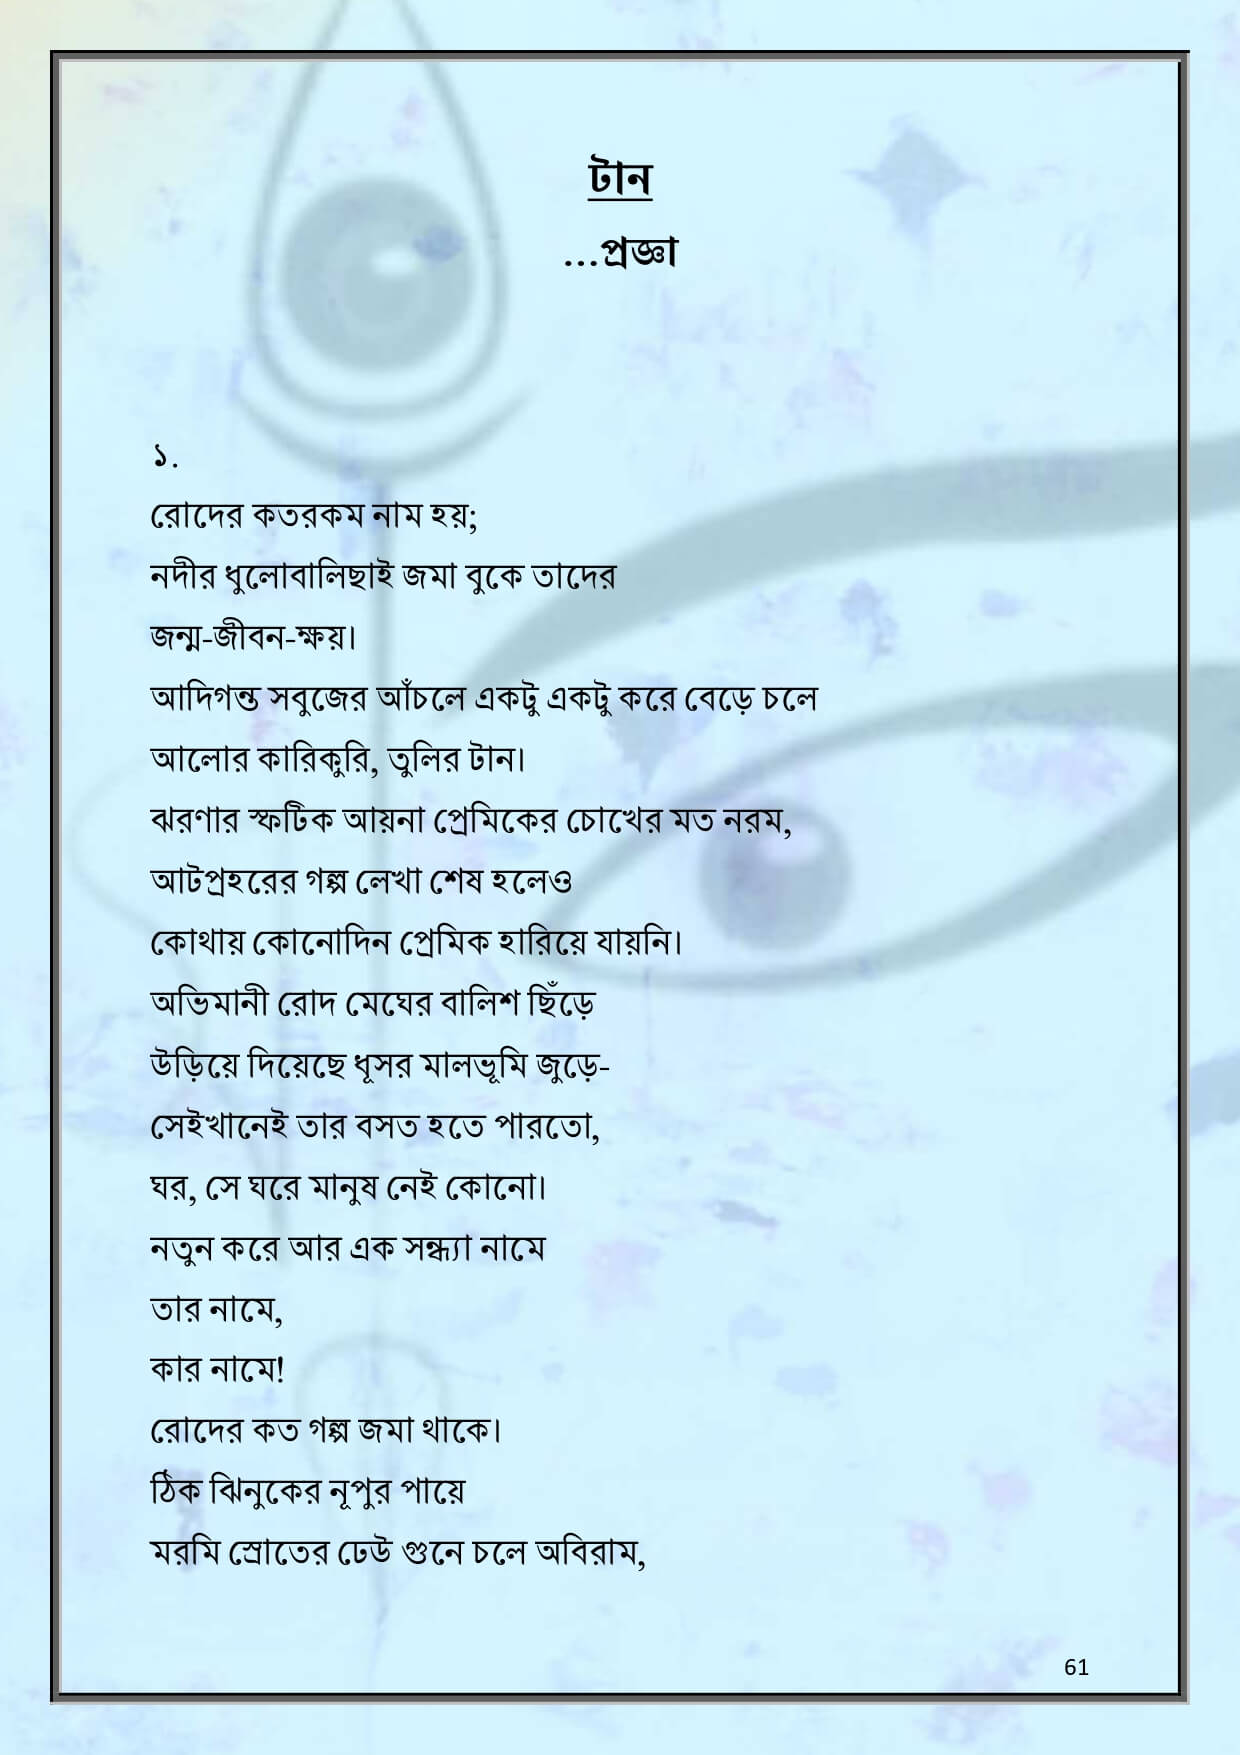 টান
...প্রজ্ঞা
১.
রোদের কতরকম নাম হয়;
নদীর ধুলোবালিছাই জমা বুকে তাদের
জন্ম-জীবন-ক্ষয়।
আদিগন্ত সবুজের আঁচলে একটু একটু করে বেড়ে চলে
আলোর কারিকুরি, তুলির টান।
ঝরণার স্ফটিক আয়না প্রেমিকের চোখের মত নরম,
আটপ্রহরের গল্প লেখা শেষ হলেও
কোথায় কোনোদিন প্রেমিক হারিয়ে যায়নি।
অভিমানী রোদ মেঘের বালিশ ছিঁড়ে
উড়িয়ে দিয়েছে ধূসর মালভূমি জুড়ে-
সেইখানেই তার বসত হতে পারতো,
ঘর, সে ঘরে মানুষ নেই কোনো।
নতুন করে আর এক সন্ধ্যা নামে
তার নামে,
কার নামে!
রোদের কত গল্প জমা থাকে।
ঠিক ঝিনুকের নূপুর পায়ে
মরমি স্রোতের ঢেউ গুনে চলে অবিরাম,
61